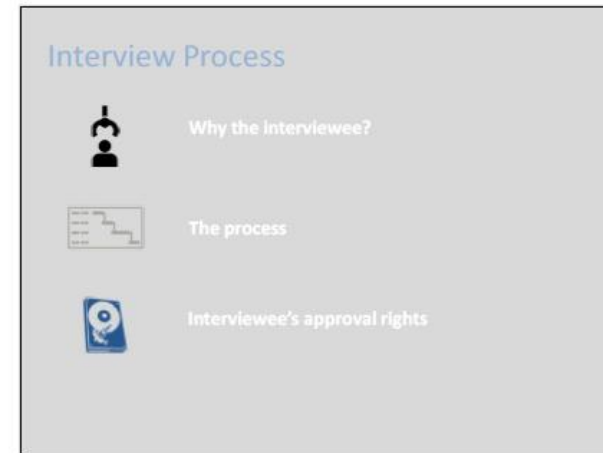 Interview Process
Why the interviewee?
The process
Interviewee's approval rights